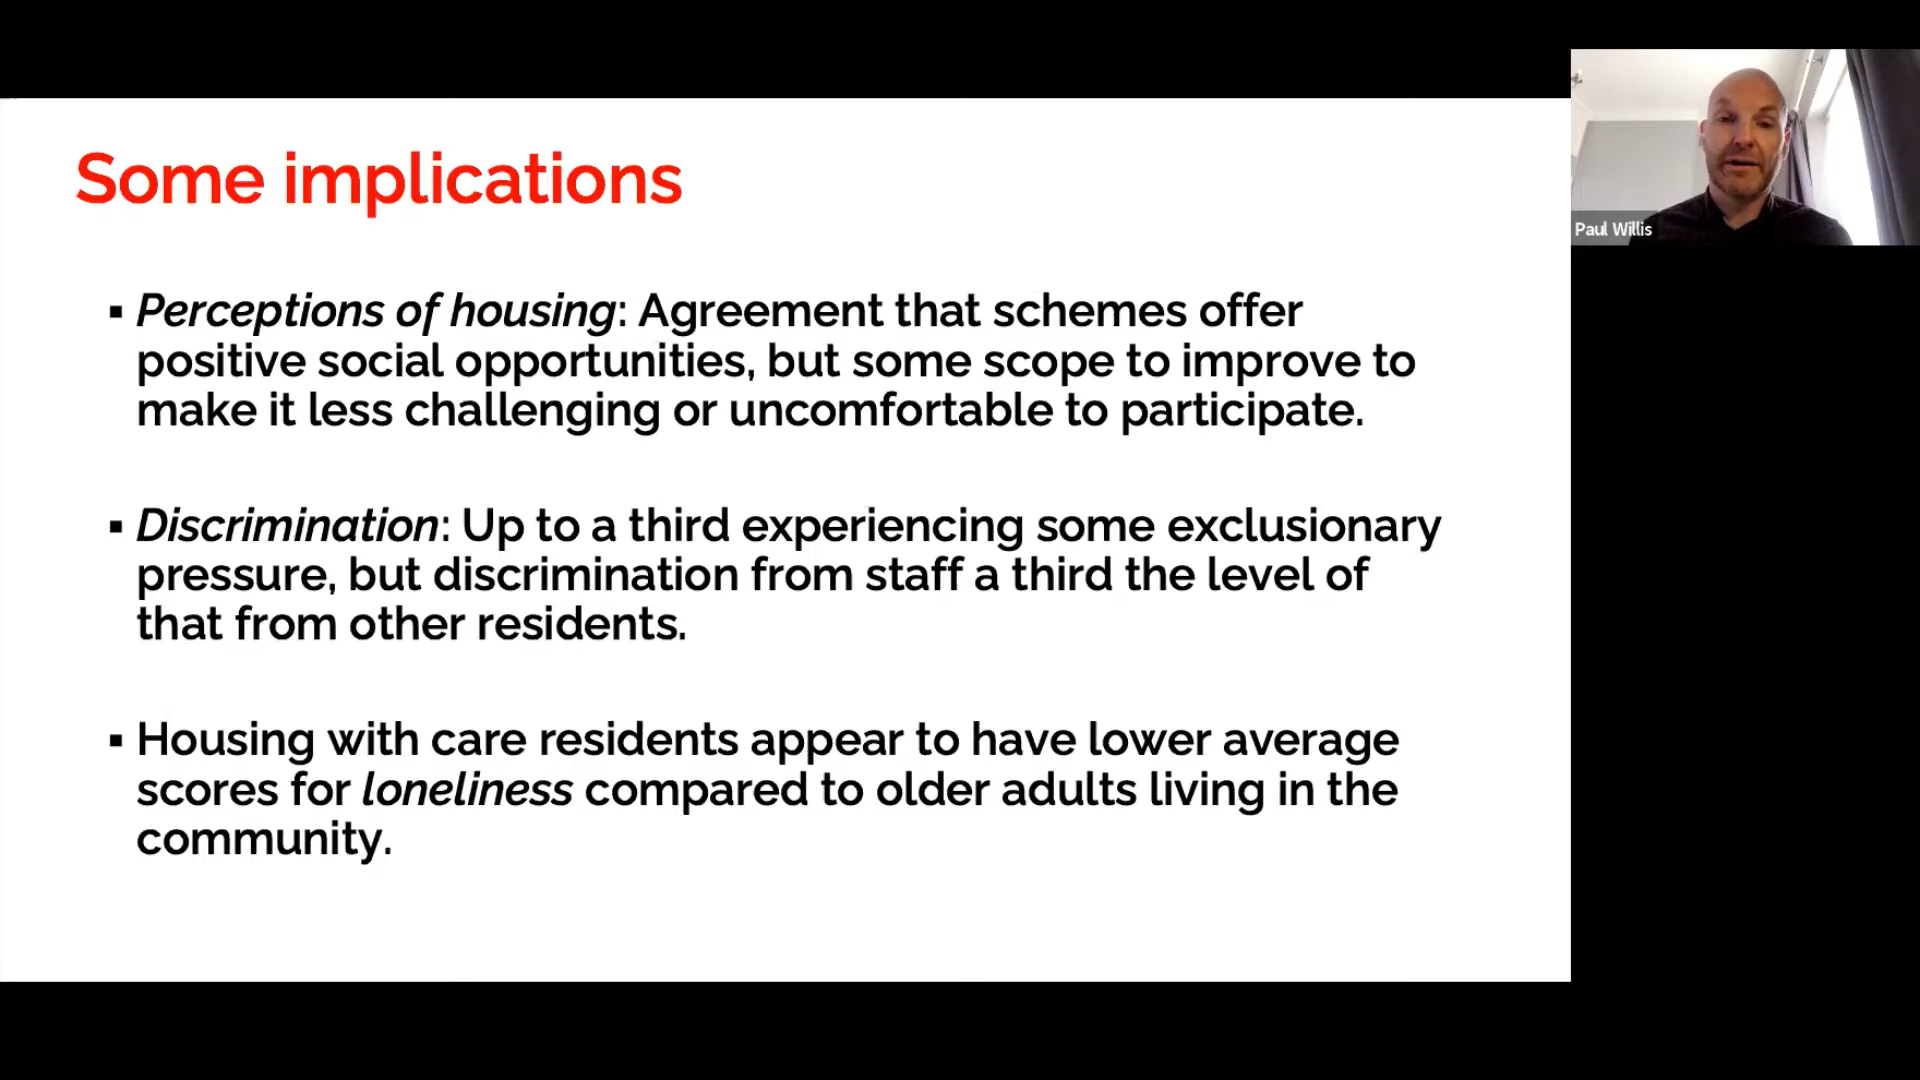 Some implications
▪ Perceptions of housing: Agreement that schemes offer
positive social opportunities, but some scope to improve to
make it less challenging or uncomfortable to participate.
▪ Discrimination: Up to a third experiencing some exclusionary
pressure, but discrimination from staff a third the level of
that from other residents.
▪ Housing with care residents appear to have lower average
scores for loneliness compared to older adults living in the
community.
Paul Willis